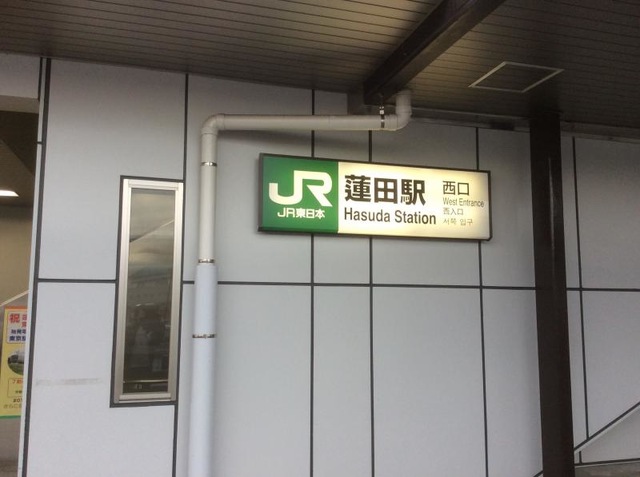 JR
JR東日本
蓮田駅
Hasuda Station
西口
West Entrance
西入口
서쪽 입구
祝